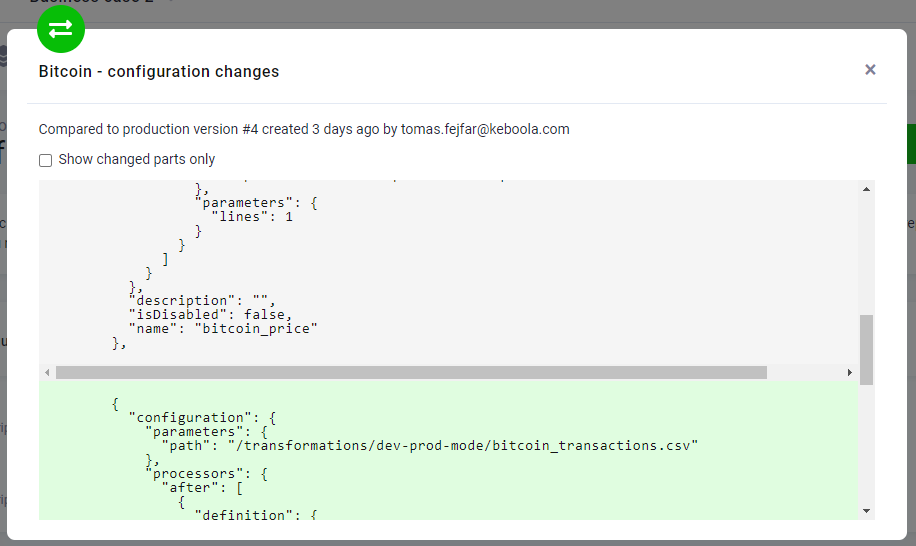 Bitcoin - configuration changes
Compared to production version #4 created 3 days ago by tomas.fejfar@keboola.com
Show changed parts only
},
"parameters": {
"lines": 1
}
}
]
}
},
"description": "",
"isDisabled": false,
"name": "bitcoin_price"
},
{
"configuration": {
"parameters": {
"path": "/transformations/dev-prod-mode/bitcoin_transactions.csv"
},
"processors": {
"after": [
{
"definition": {